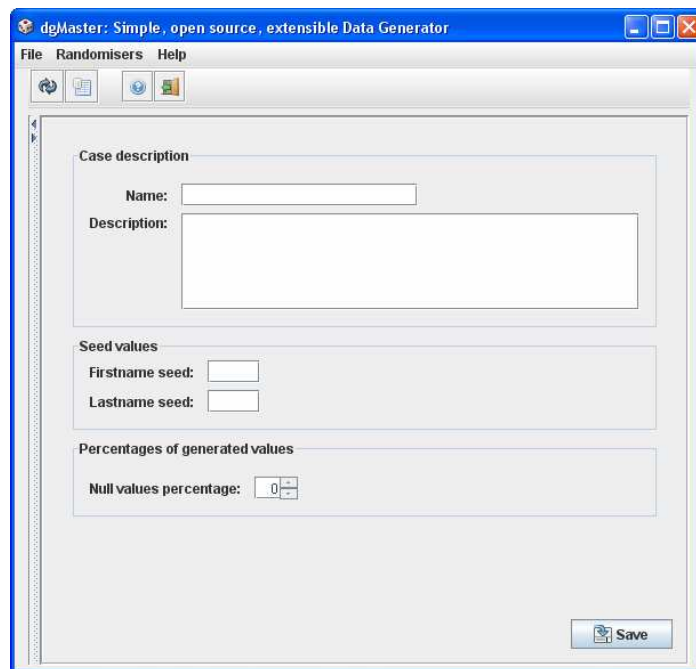 dgMaster: Simple, open source, extensible Data Generator
File Randomisers Help
Case description
Name:
Description:
Seed values
Firstname seed:
Lastname seed:
Percentages of generated values
Null values percentage: 0
Save